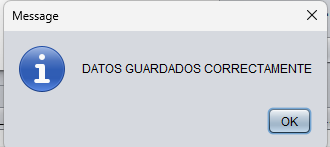 Message
DATOS GUARDADOS CORRECTAMENTE
OK